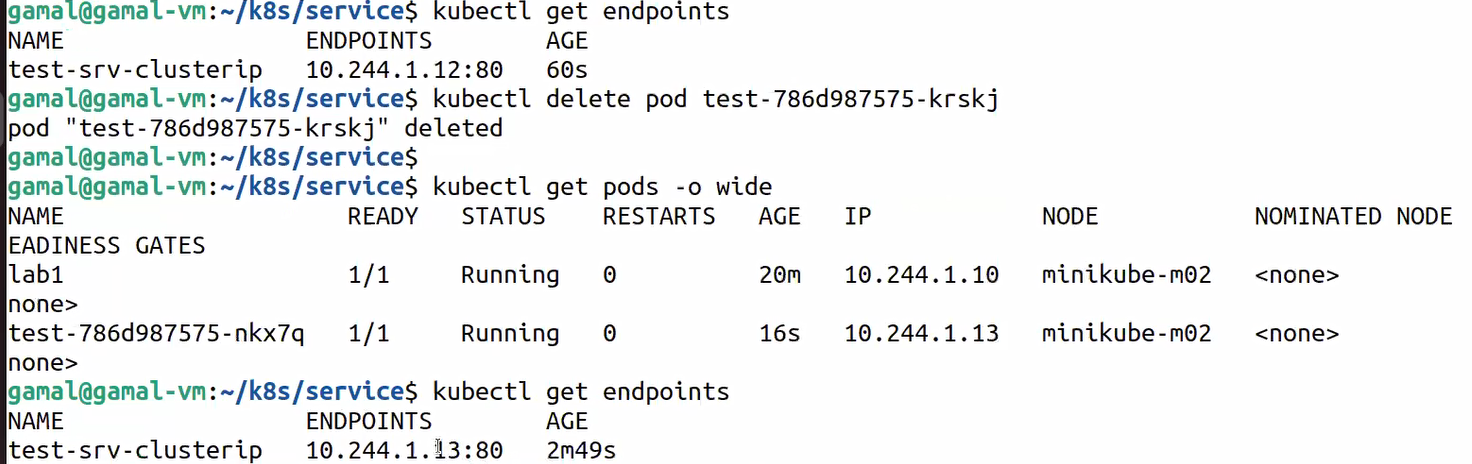 gamal@gamal-vm:~/k8s/service$ kubectl get endpoints
NAME                 ENDPOINTS        AGE
test-srv-clusterip   10.244.1.12:80   60s
gamal@gamal-vm:~/k8s/service$ kubectl delete pod test-786d987575-krskj
pod "test-786d987575-krskj" deleted
gamal@gamal-vm:~/k8s/service$
gamal@gamal-vm:~/k8s/service$ kubectl get pods -o wide
NAME                    READY   STATUS    RESTARTS   AGE   IP            NODE           NOMINATED NODE
EADINESS GATES
lab1                    1/1     Running   0          20m   10.244.1.10   minikube-m02   <none>
none>
test-786d987575-nkx7q   1/1     Running   0          16s   10.244.1.13   minikube-m02   <none>
none>
gamal@gamal-vm:~/k8s/service$ kubectl get endpoints
NAME                 ENDPOINTS        AGE
test-srv-clusterip   10.244.1.13:80   2m49s